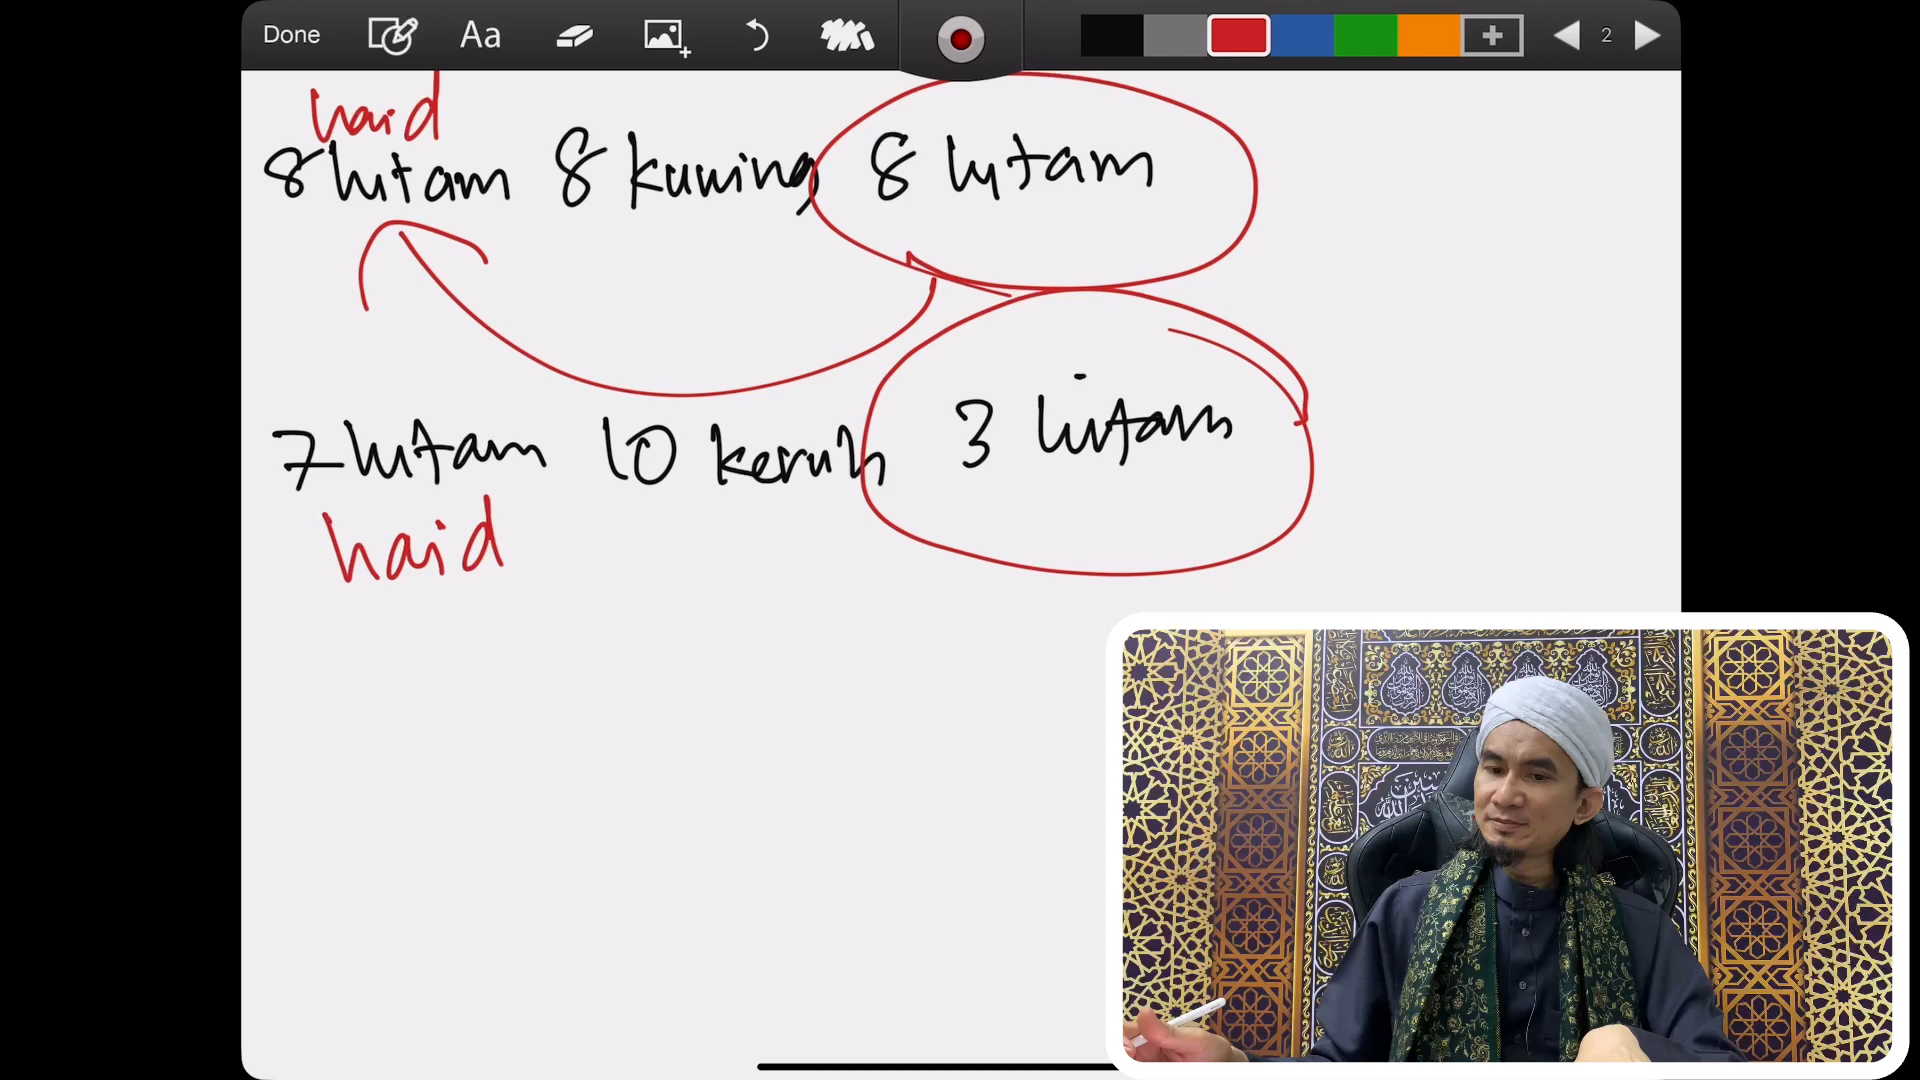 Done Aa 2
haid
8 hitam 8 kuning 8 hitam
7 hitam 10 keruh 3 hitam
haid